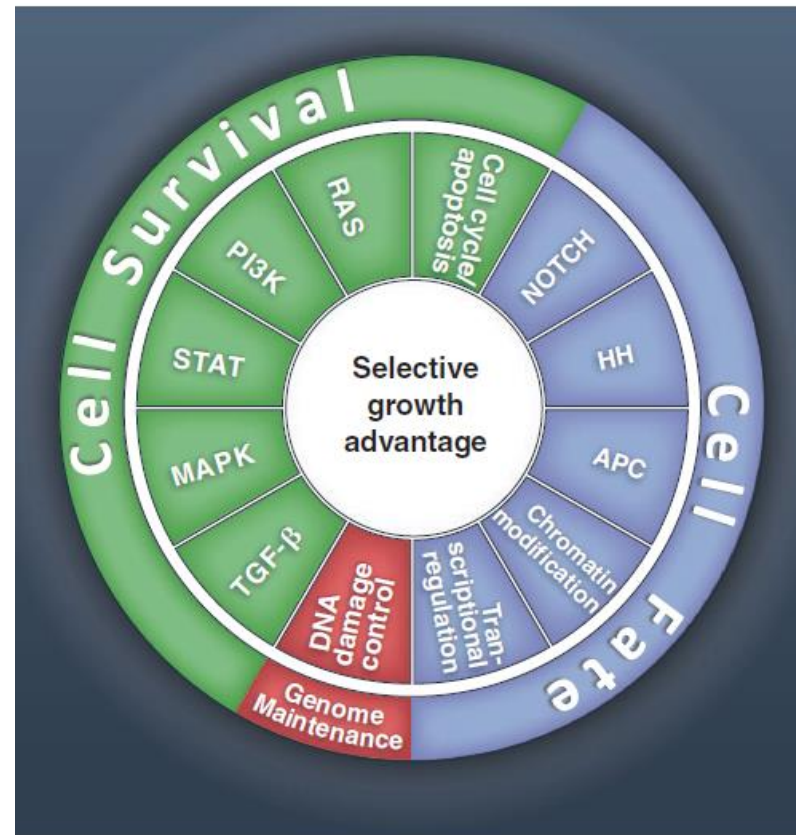 Cell Survival
Cell Fate
Genome
Maintenance
Cell cycle/
apoptosis
NOTCH
HH
APC
Chromatin
modification
Tran-
scriptional
regulation
DNA
damage
control
TGF-β
MAPK
STAT
PI3K
RAS
Selective
growth
advantage